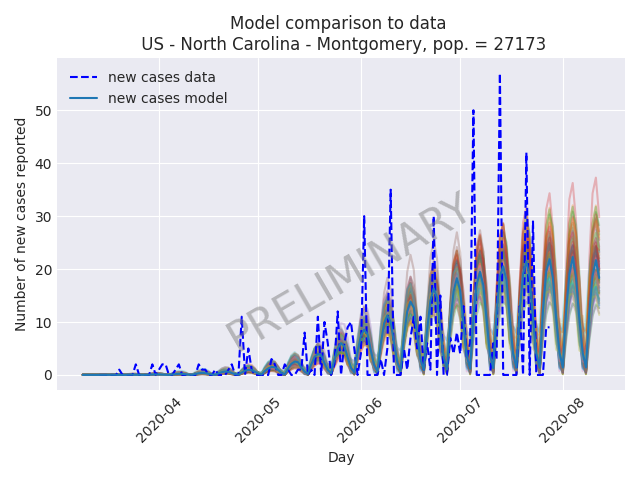 Model comparison to data
US - North Carolina - Montgomery, pop. = 27173
new cases data
new cases model
PRELIMINARY
Number of new cases reported
50
40
30
20
10
0
2020-04
2020-05
2020-06
2020-07
2020-08
Day